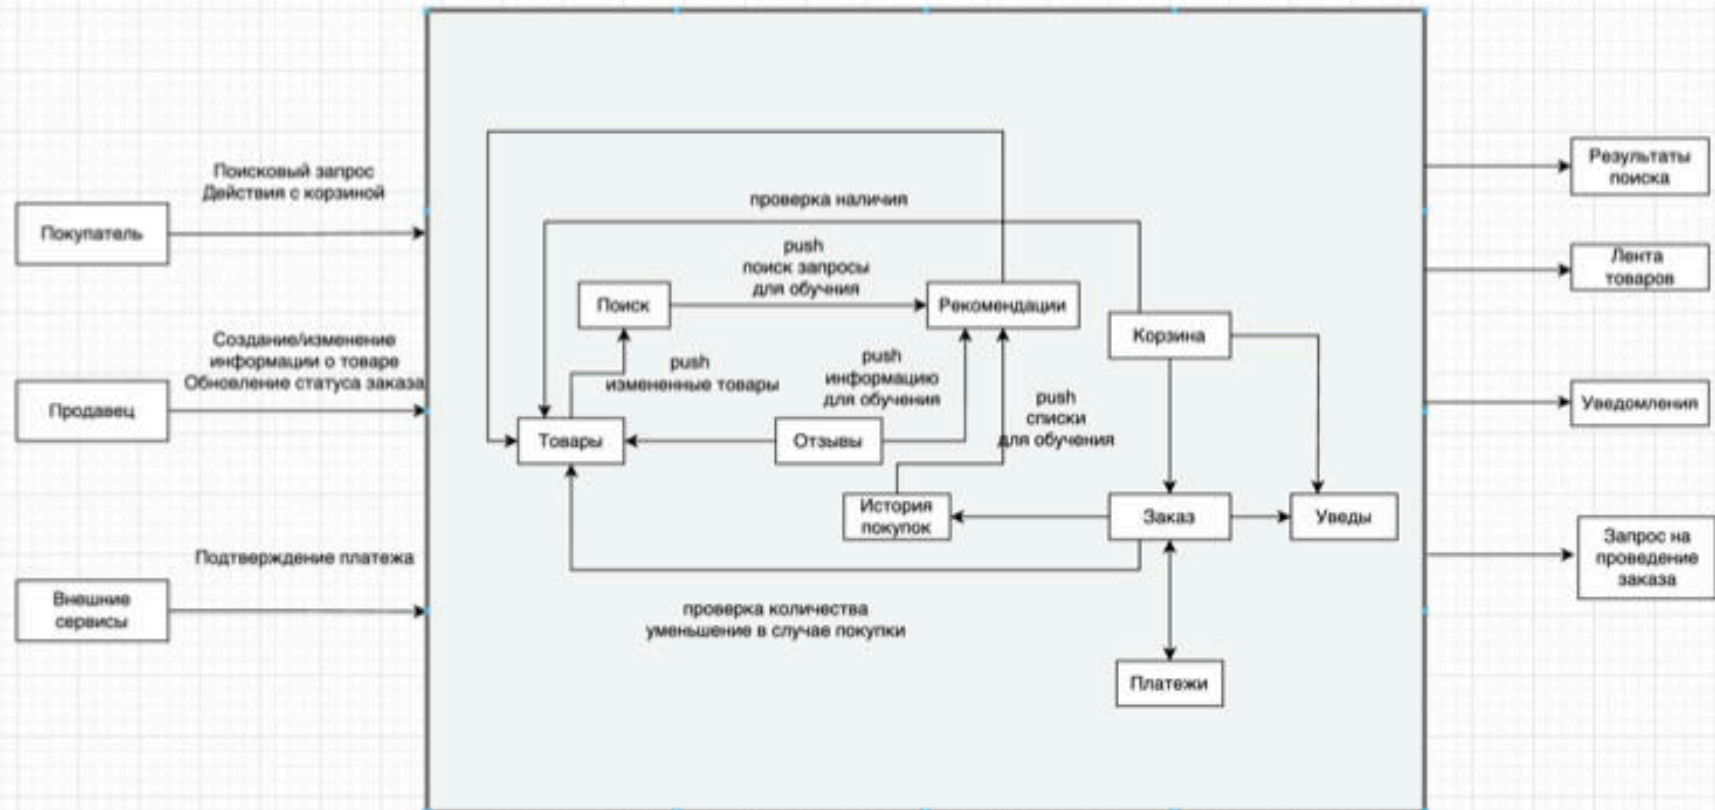 Поисковый запрос
Действия с корзиной
Покупатель
Создание/изменение
информации о товаре
Обновление статуса заказа
Продавец
Подтверждение платежа
Внешние
сервисы
проверка наличия
push
поиск запросы
для обучния
Поиск
Рекомендации
Корзина
push
измененные товары
push
информацию
для обучения
push
списки
для обучения
Товары
Отзывы
История
покупок
Заказ
Уведы
проверка количества
уменьшение в случае покупки
Платежи
Результаты
поиска
Лента
товаров
Уведомления
Запрос на
проведение
заказа